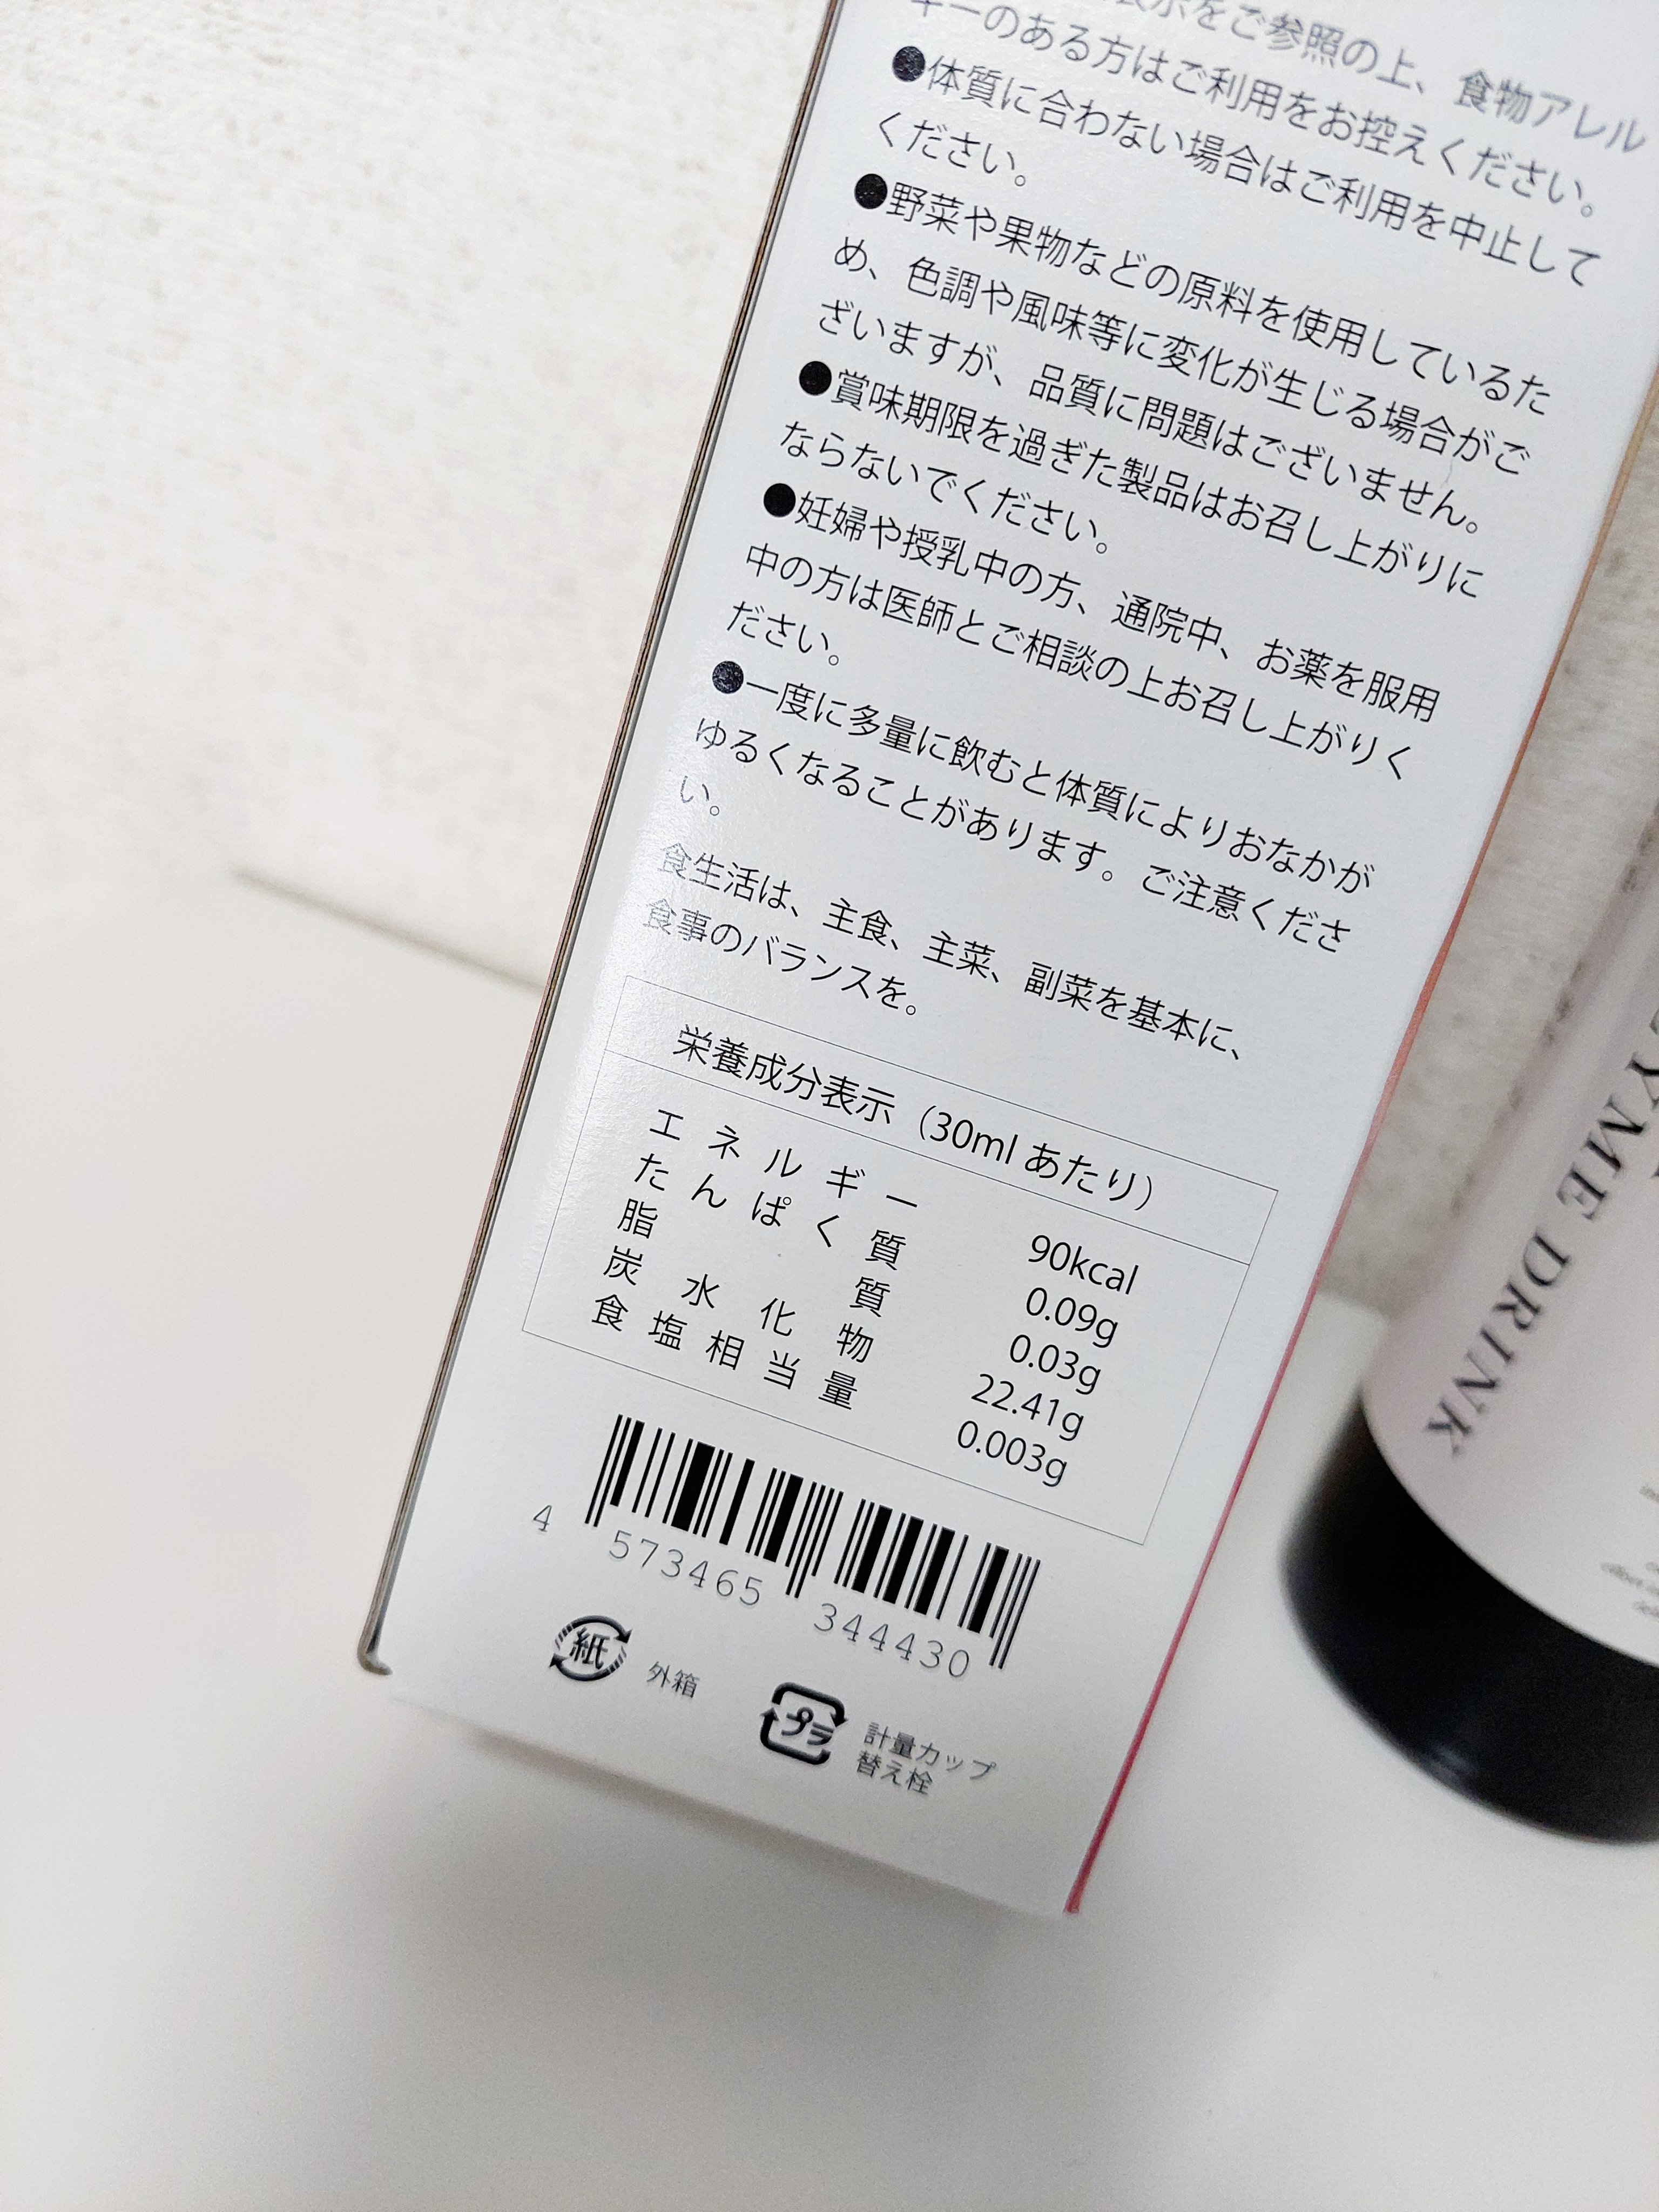 表示をご参照の上、食物アレル
ギーのある方はご利用をお控えください。
●体質に合わない場合はご利用を中止して
ください。
●野菜や果物などの原料を使用しているた
め、色調や風味等に変化が生じる場合がご
ざいますが、品質に問題はございません。
●賞味期限を過ぎた製品はお召し上がりに
ならないでください。
●妊婦や授乳中の方、通院中、お薬を服用
中の方は医師とご相談の上お召し上がりく
ださい。
●一度に多量に飲むと体質によりおなかが
ゆるくなることがあります。ご注意くださ
い。
食生活は、主食、主菜、副菜を基本に、
食事のバランスを。
栄養成分表示（30ml あたり）
エネルギー 90kcal
たんぱく質 0.09g
脂質 0.03g
炭水化物 22.41g
食塩相当量 0.003g
4 573465 344430
紙 外箱
プラ 計量カップ
替え栓
DRINK